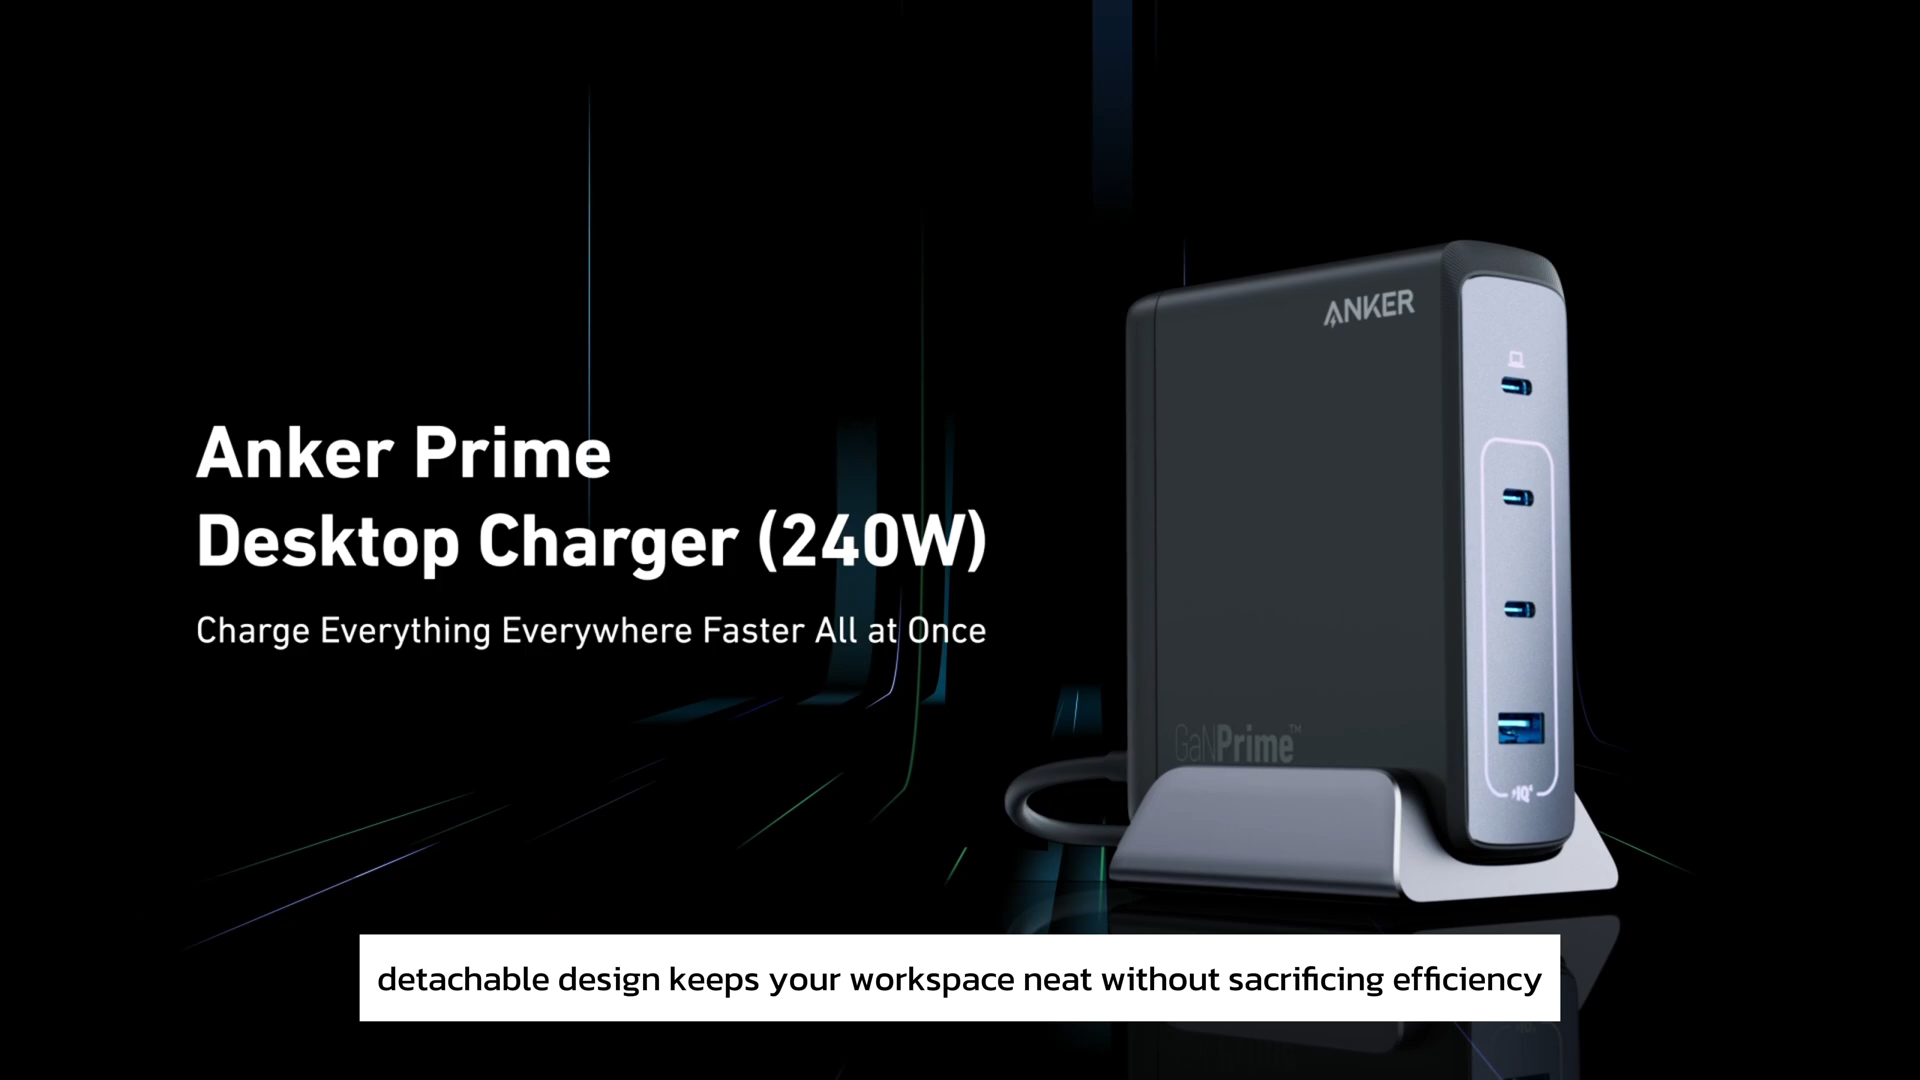 ANKER
Anker Prime
Desktop Charger (240W)
Charge Everything Everywhere Faster All at Once
GaNPrime™
IQ⁴
detachable design keeps your workspace neat without sacrificing efficiency